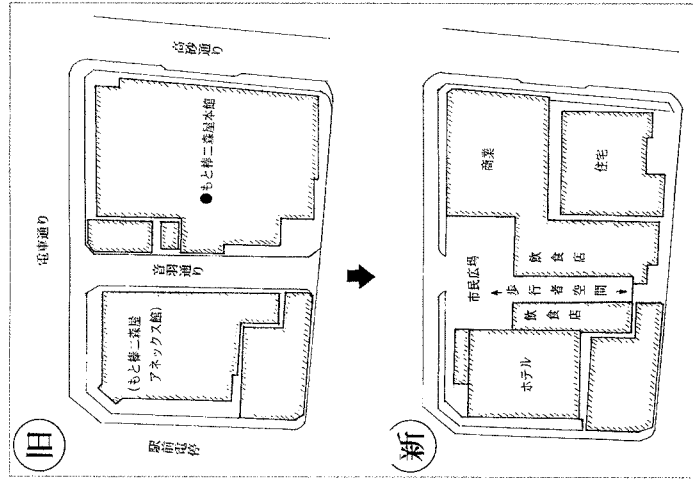 旧
電車通り
高砂通り
駅前電停
音羽通り
(もと棒二森屋
アネックス館)
●もと棒二森屋本館
新
市民広場
商業
住宅
飲食店
歩行者空間
飲食店
ホテル